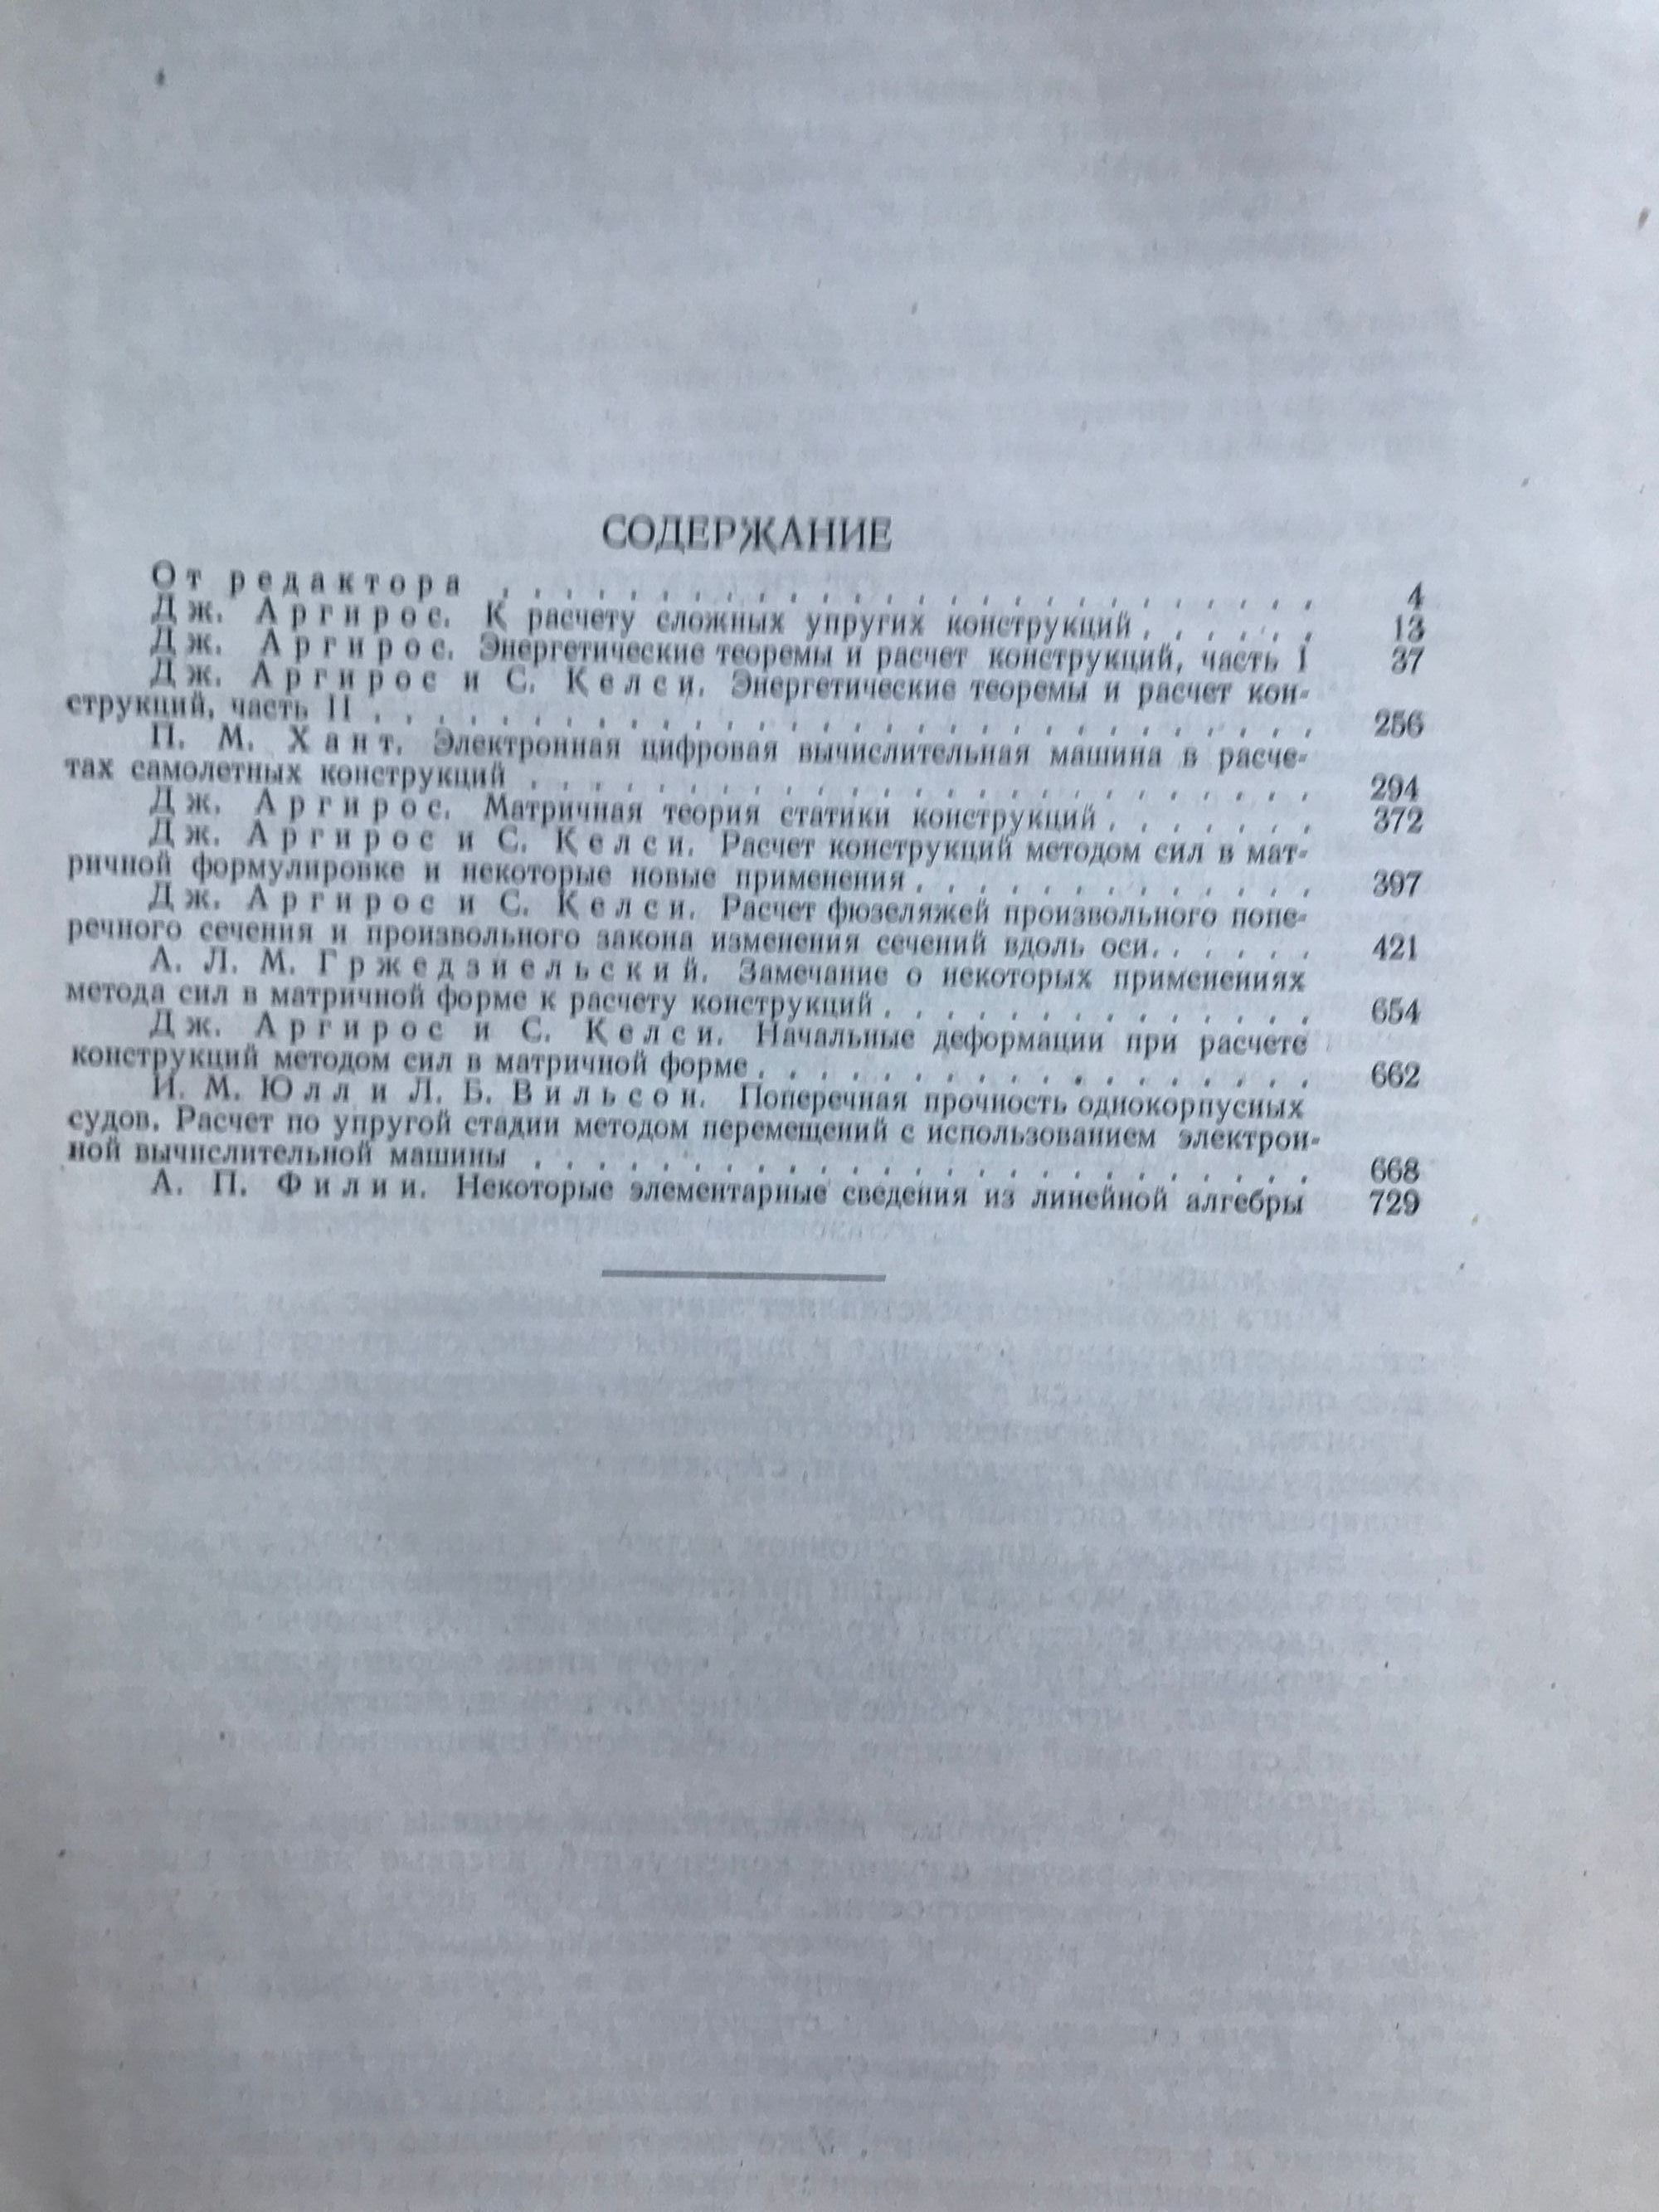 СОДЕРЖАНИЕ
От редактора . . . . . . . . . . . . . . . . . . . . . . . . . . 4
Дж. Аргирос. К расчету сложных упругих конструкций . . . . . . 13
Дж. Аргирос. Энергетические теоремы и расчет конструкций, часть I 37
Дж. Аргирос и С. Келси. Энергетические теоремы и расчет кон-
струкций, часть II . . . . . . . . . . . . . . . . . . . . . . . . . . . . . . 256
П. М. Хант. Электронная цифровая вычислительная машина в расче-
тах самолетных конструкций . . . . . . . . . . . . . . . . . . . . . . . . . 294
Дж. Аргирос. Матричная теория статики конструкций . . . . . . . 372
Дж. Аргирос и С. Келси. Расчет конструкций методом сил в мат-
ричной формулировке и некоторые новые применения . . . . . . . . . . . . . 397
Дж. Аргирос и С. Келси. Расчет фюзеляжей произвольного попе-
речного сечения и произвольного закона изменения сечений вдоль оси. . . . . . 421
А. Л. М. Гржедзиельский. Замечание о некоторых применениях
метода сил в матричной форме к расчету конструкций . . . . . . . . . . . . . . 654
Дж. Аргирос и С. Келси. Начальные деформации при расчете
конструкций методом сил в матричной форме . . . . . . . . . . . . . . . . . . 662
И. М. Юлл и Л. Б. Вильсон. Поперечная прочность однокорпусных
судов. Расчет по упругой стадии методом перемещений с использованием электрон-
ной вычислительной машины . . . . . . . . . . . . . . . . . . . . . . . . . 668
А. П. Филин. Некоторые элементарные сведения из линейной алгебры 729